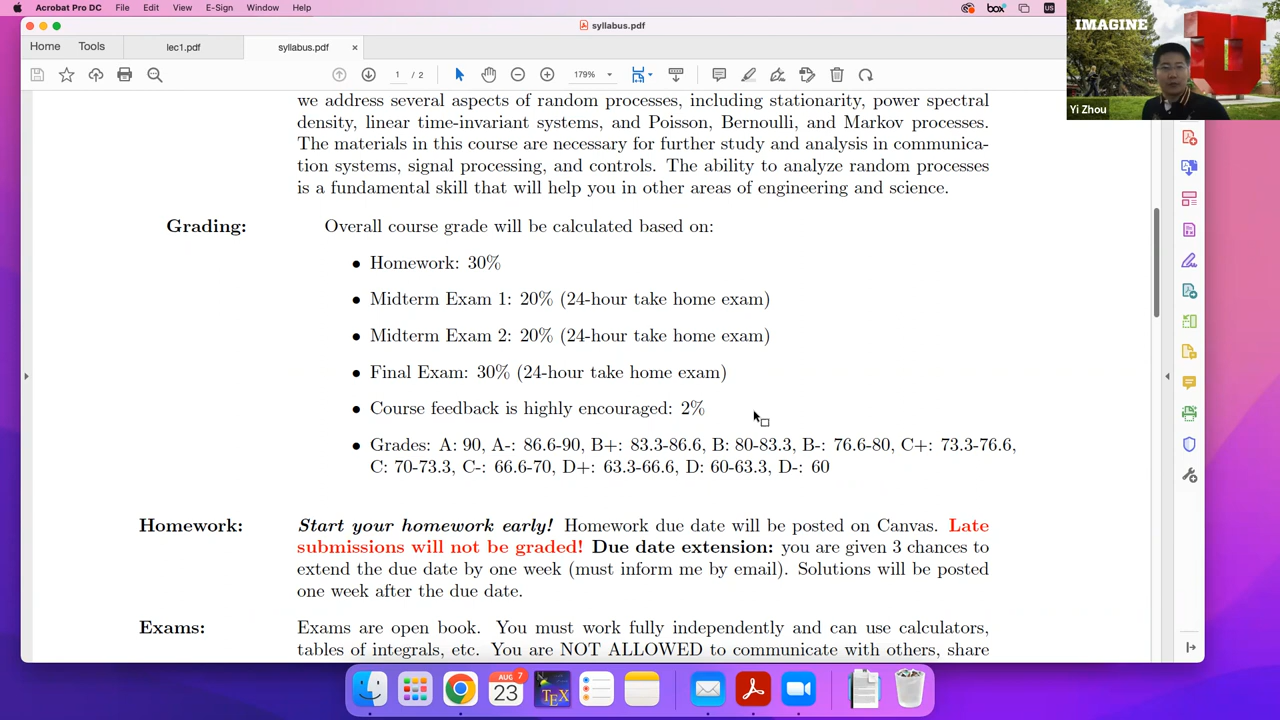 Acrobat Pro DC File Edit View E-Sign Window Help
box
US
syllabus.pdf
Home Tools lec1.pdf syllabus.pdf ×
1 / 2 179%
IMAGINE
U
Yi Zhou
we address several aspects of random processes, including stationarity, power spectral
density, linear time-invariant systems, and Poisson, Bernoulli, and Markov processes.
The materials in this course are necessary for further study and analysis in communica-
tion systems, signal processing, and controls. The ability to analyze random processes
is a fundamental skill that will help you in other areas of engineering and science.
Grading: Overall course grade will be calculated based on:
• Homework: 30%
• Midterm Exam 1: 20% (24-hour take home exam)
• Midterm Exam 2: 20% (24-hour take home exam)
• Final Exam: 30% (24-hour take home exam)
• Course feedback is highly encouraged: 2%
• Grades: A: 90, A-: 86.6-90, B+: 83.3-86.6, B: 80-83.3, B-: 76.6-80, C+: 73.3-76.6,
C: 70-73.3, C-: 66.6-70, D+: 63.3-66.6, D: 60-63.3, D-: 60
Homework: Start your homework early! Homework due date will be posted on Canvas. Late
submissions will not be graded! Due date extension: you are given 3 chances to
extend the due date by one week (must inform me by email). Solutions will be posted
one week after the due date.
Exams: Exams are open book. You must work fully independently and can use calculators,
tables of integrals, etc. You are NOT ALLOWED to communicate with others, share
AUG 7
23
TEX